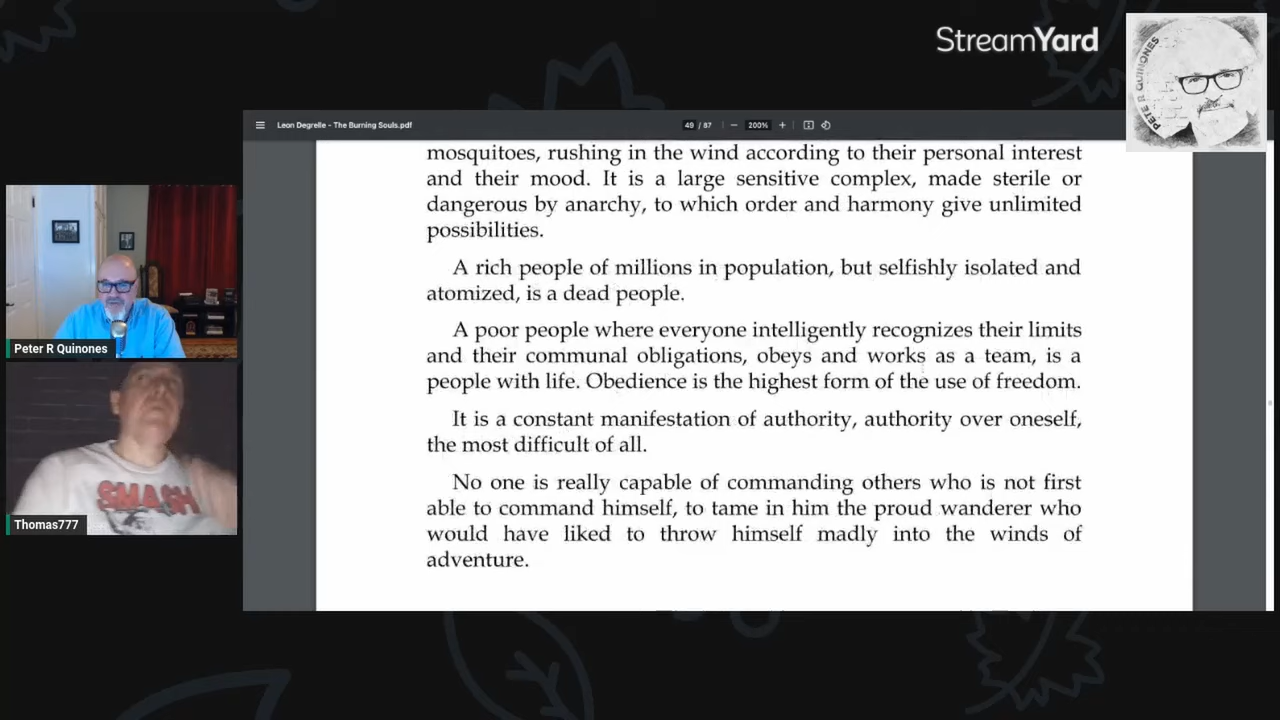 StreamYard
PETE R QUINONES
Leon Degrelle - The Burning Souls.pdf
49 / 87
200%
mosquitoes, rushing in the wind according to their personal interest
and their mood. It is a large sensitive complex, made sterile or
dangerous by anarchy, to which order and harmony give unlimited
possibilities.
A rich people of millions in population, but selfishly isolated and
atomized, is a dead people.
A poor people where everyone intelligently recognizes their limits
and their communal obligations, obeys and works as a team, is a
people with life. Obedience is the highest form of the use of freedom.
It is a constant manifestation of authority, authority over oneself,
the most difficult of all.
No one is really capable of commanding others who is not first
able to command himself, to tame in him the proud wanderer who
would have liked to throw himself madly into the winds of
adventure.
Peter R Quinones
SMASH
Thomas777